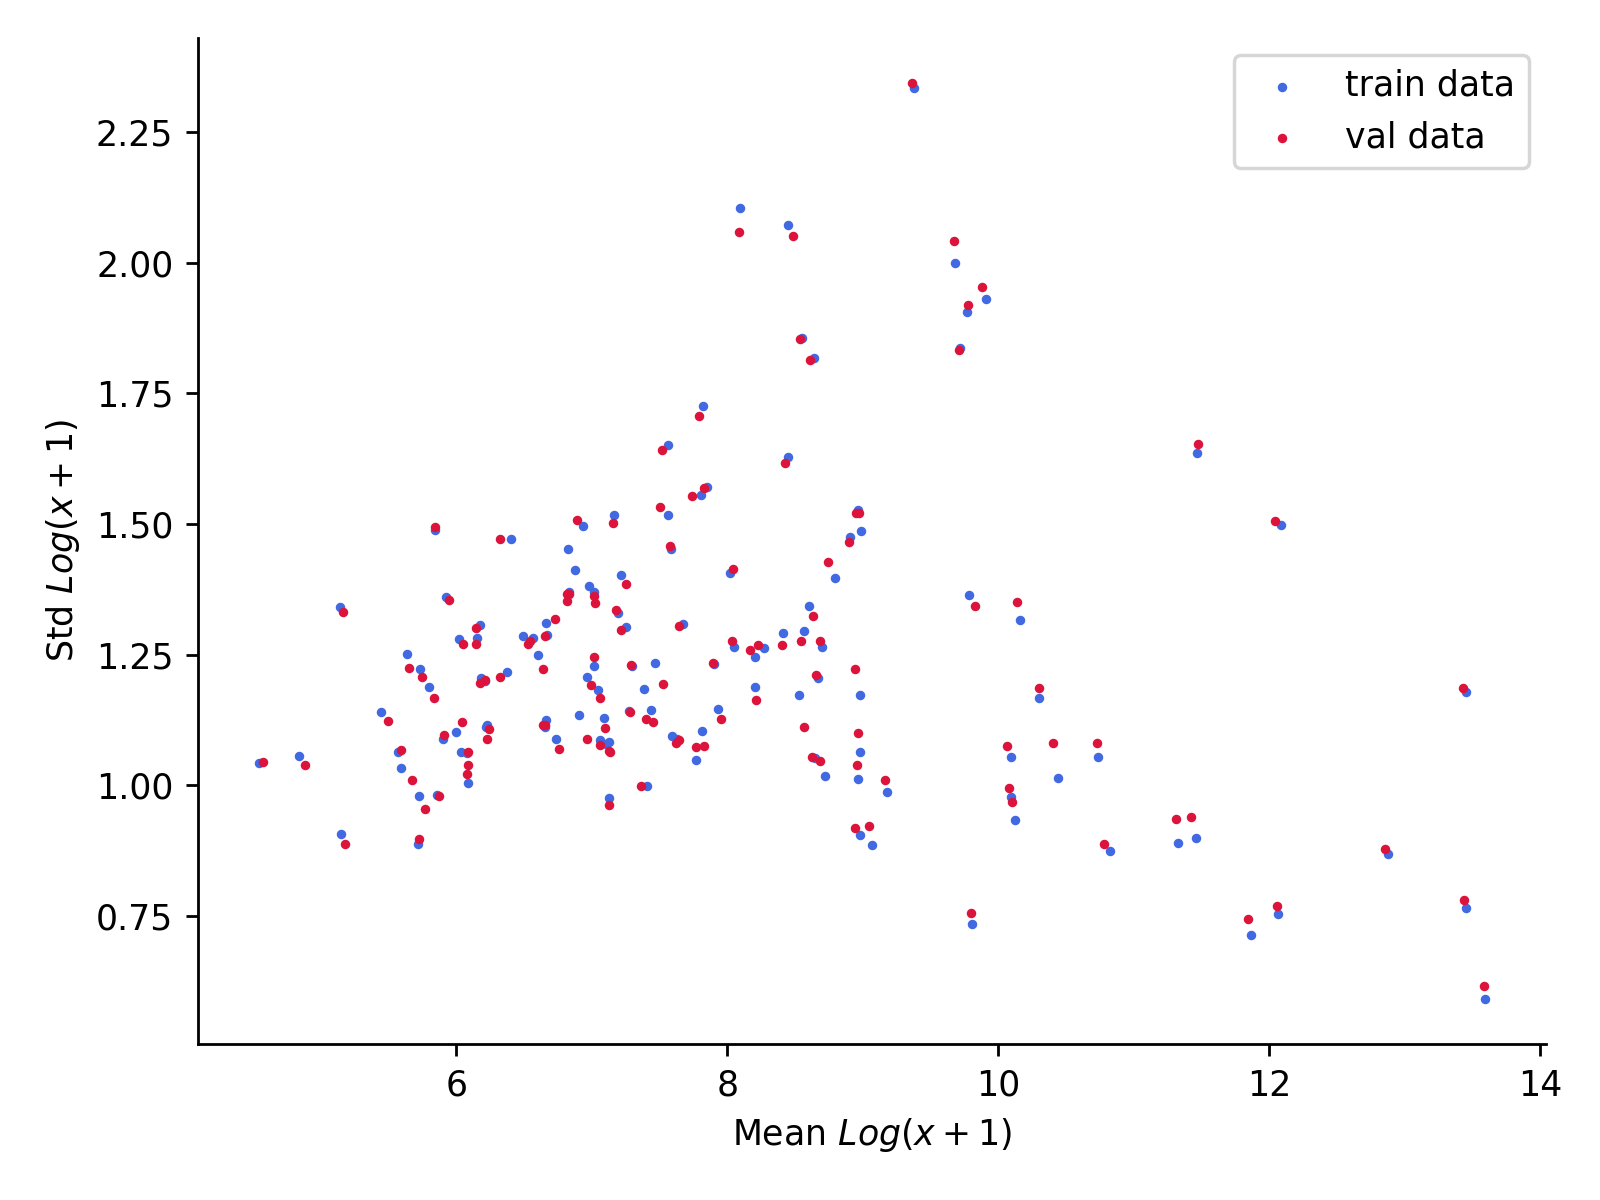 train data
val data
2.25
2.00
1.75
1.50
1.25
1.00
0.75
Std Log(x + 1)
6 8 10 12 14
Mean Log(x + 1)